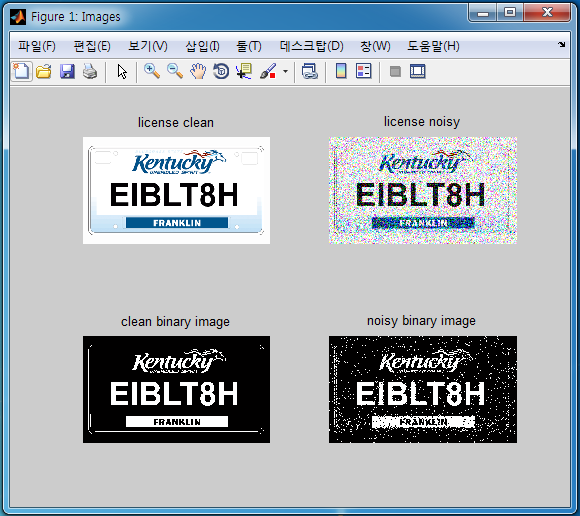 Figure 1: Images
파일(F) 편집(E) 보기(V) 삽입(I) 툴(T) 데스크탑(D) 창(W) 도움말(H)
license clean
license noisy
Kentucky
UNBRIDLED SPIRIT
EIBLT8H
FRANKLIN
Kentucky
EIBLT8H
FRANKLIN
clean binary image
noisy binary image
Kentucky
EIBLT8H
FRANKLIN
Kentucky
EIBLT8H
FRANKLIN